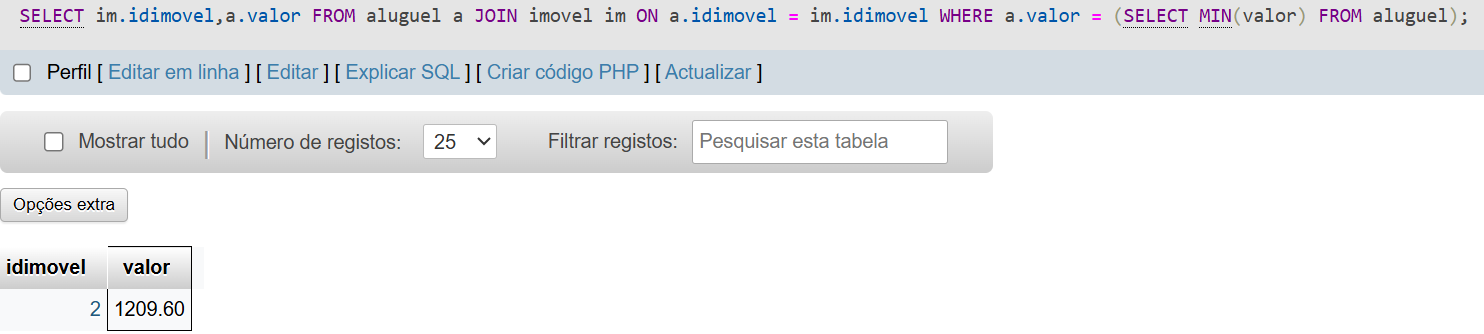 SELECT im.idimovel,a.valor FROM aluguel a JOIN imovel im ON a.idimovel = im.idimovel WHERE a.valor = (SELECT MIN(valor) FROM aluguel);
Perfil [ Editar em linha ] [ Editar ] [ Explicar SQL ] [ Criar código PHP ] [ Actualizar ]
Mostrar tudo Número de registos: 25 Filtrar registos: Pesquisar esta tabela
Opções extra
idimovel valor
2 1209.60